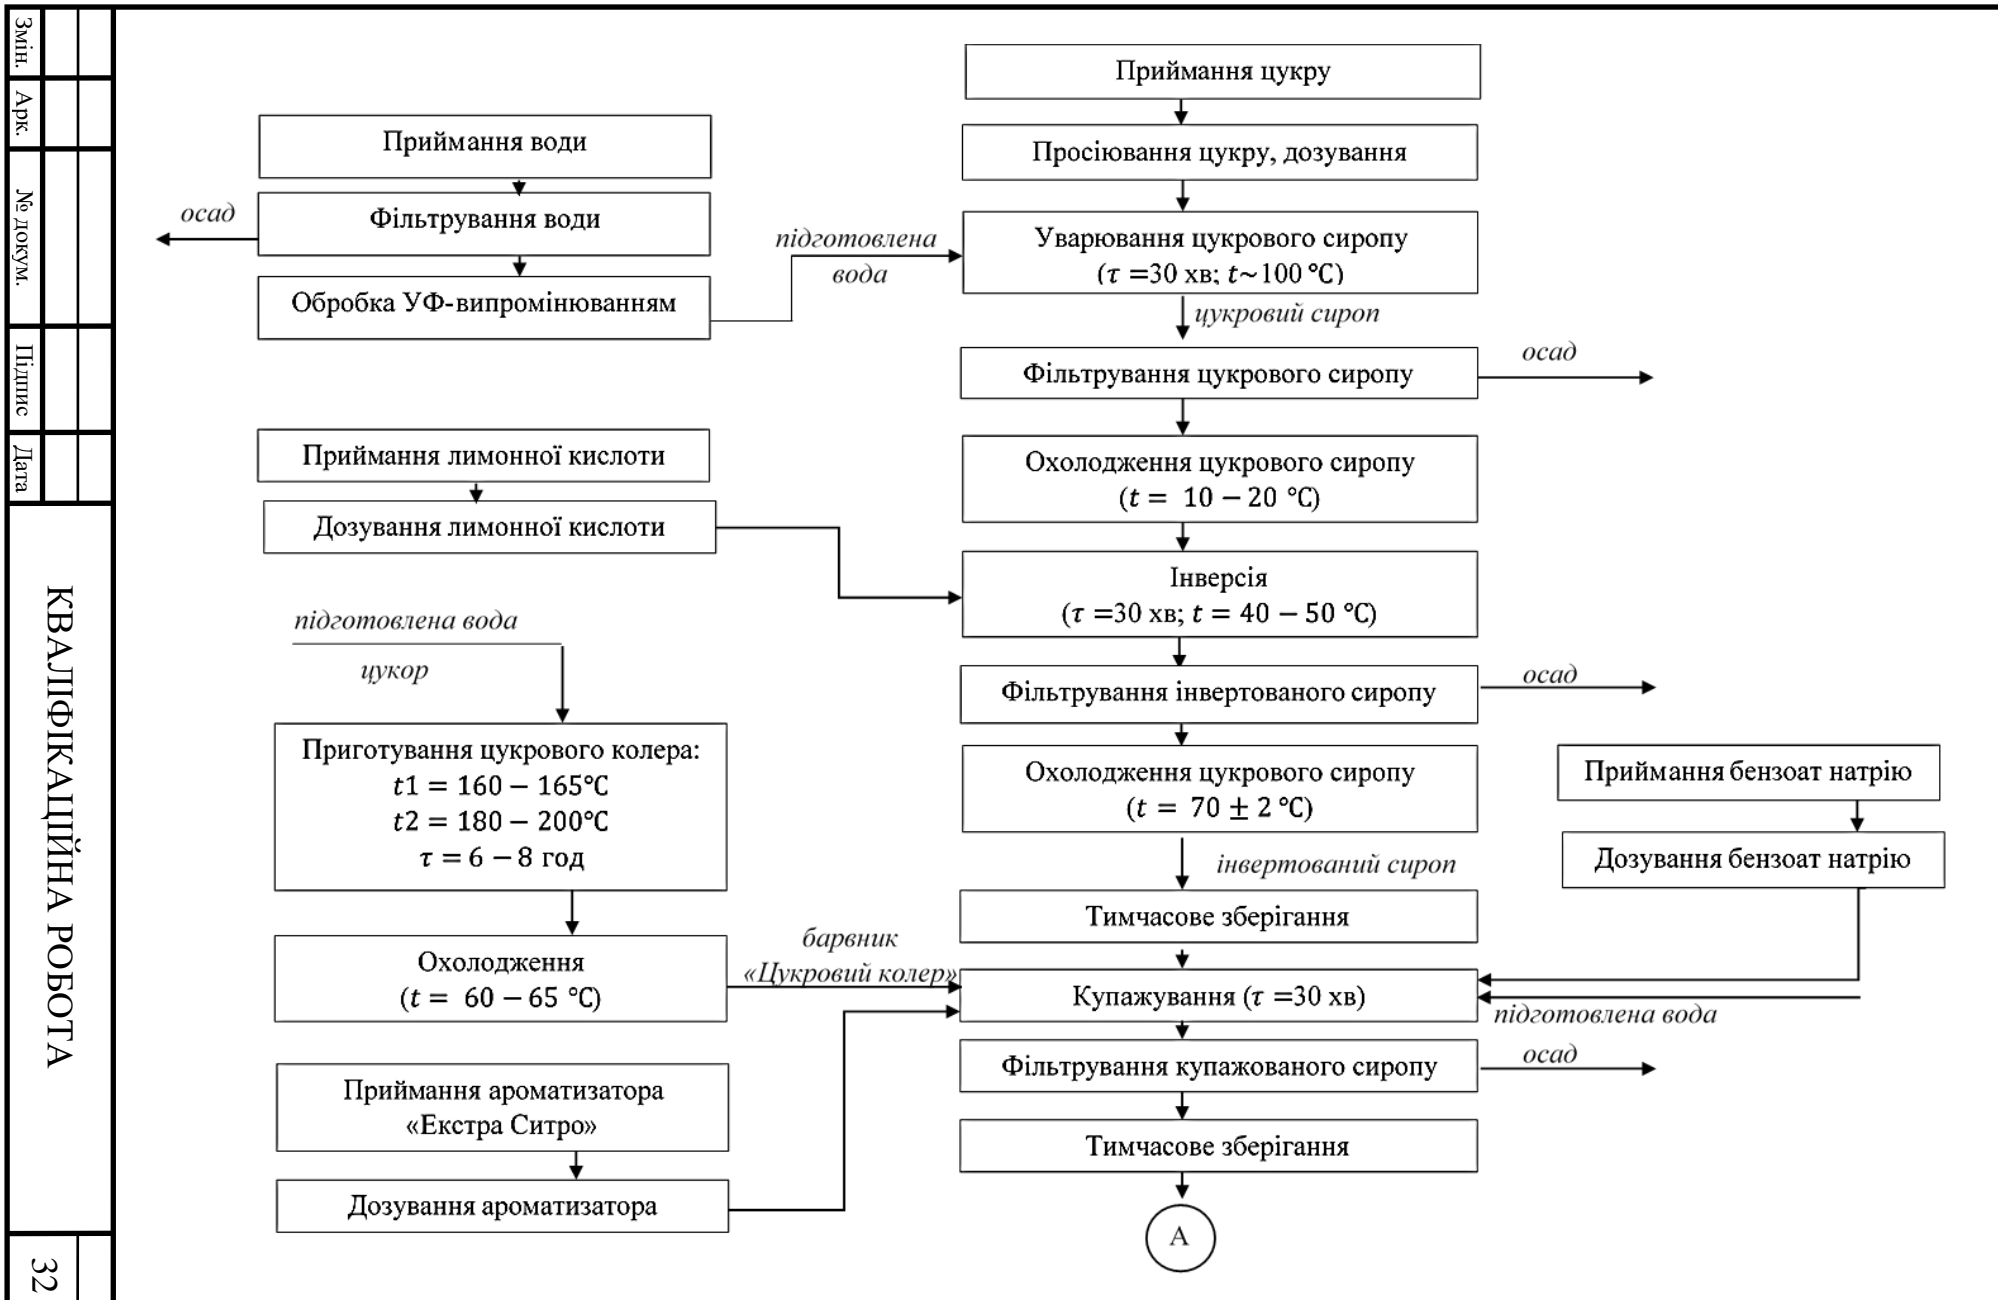 Змін.
Арк.
№ докум.
Підпис
Дата
КВАЛІФІКАЦІЙНА РОБОТА
32
Приймання води
Фільтрування води
осад
Обробка УФ-випромінюванням
підготовлена
вода
Приймання лимонної кислоти
Дозування лимонної кислоти
підготовлена вода
цукор
Приготування цукрового колера:
t1 = 160 − 165℃
t2 = 180 − 200℃
τ = 6 − 8 год
Охолодження
(t = 60 − 65 ℃)
барвник
«Цукровий колер»
Приймання ароматизатора
«Екстра Ситро»
Дозування ароматизатора
Приймання цукру
Просіювання цукру, дозування
Уварювання цукрового сиропу
(τ =30 хв; t~100 ℃)
цукровий сироп
Фільтрування цукрового сиропу
осад
Охолодження цукрового сиропу
(t = 10 − 20 ℃)
Інверсія
(τ =30 хв; t = 40 − 50 ℃)
Фільтрування інвертованого сиропу
осад
Охолодження цукрового сиропу
(t = 70 ± 2 ℃)
інвертований сироп
Тимчасове зберігання
Приймання бензоат натрію
Дозування бензоат натрію
Купажування (τ =30 хв)
підготовлена вода
Фільтрування купажованого сиропу
осад
Тимчасове зберігання
А